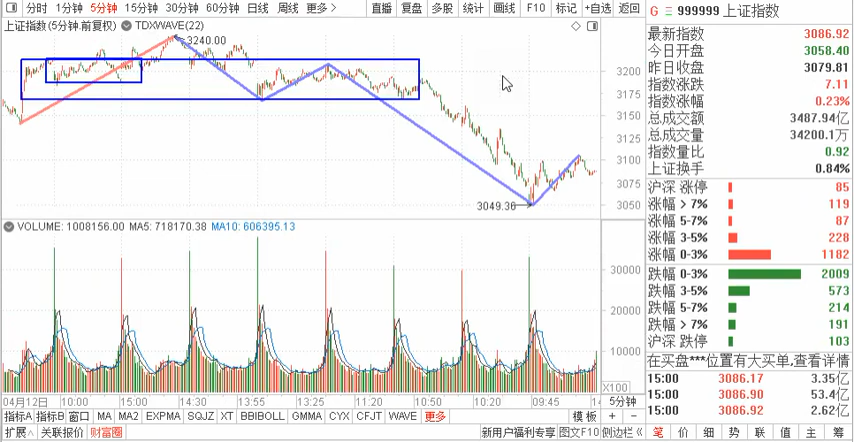 分时 1分钟 5分钟 15分钟 30分钟 60分钟 日线 周线 更多 > 直播 复盘 多股 统计 画线 F10 标记 +自选 返回
上证指数(5分钟.前复权) TDXWAVE(22)
3240.00
3200
3175
3150
3125
3100
3075
3050
3049.30
VOLUME: 1008156.00 MA5: 718170.38 MA10: 606395.13
30000
20000
10000
X100
04月12日 10:00 15:00 14:30 13:55 11:20 10:50 10:20 09:45 14 5分钟
指标A 指标B 窗口 MA MA2 EXPMA SQJZ XT BBIBOLL GMMA CYX CFJT WAVE 更多 模板 + -
扩展∧ 关联报价 财富圈 新用户福利专享 图文F10 侧边栏
G 999999 上证指数
最新指数 3086.92
今日开盘 3058.40
昨日收盘 3079.81
指数涨跌 7.11
指数涨幅 0.23%
总成交额 3487.94亿
总成交量 34200.1万
指数量比 0.92
上证换手 0.84%
沪深 涨停 85
涨幅 > 7% 119
涨幅 5-7% 87
涨幅 3-5% 228
涨幅 0-3% 1182
跌幅 0-3% 2009
跌幅 3-5% 573
跌幅 5-7% 214
跌幅 > 7% 191
沪深 跌停 103
在买盘***位置有大买单,查看详情
15:00 3086.17 3.35亿
15:00 3086.90 53.4亿
15:00 3086.92 2.62亿
笔 价 细 势 联 值 主 筹